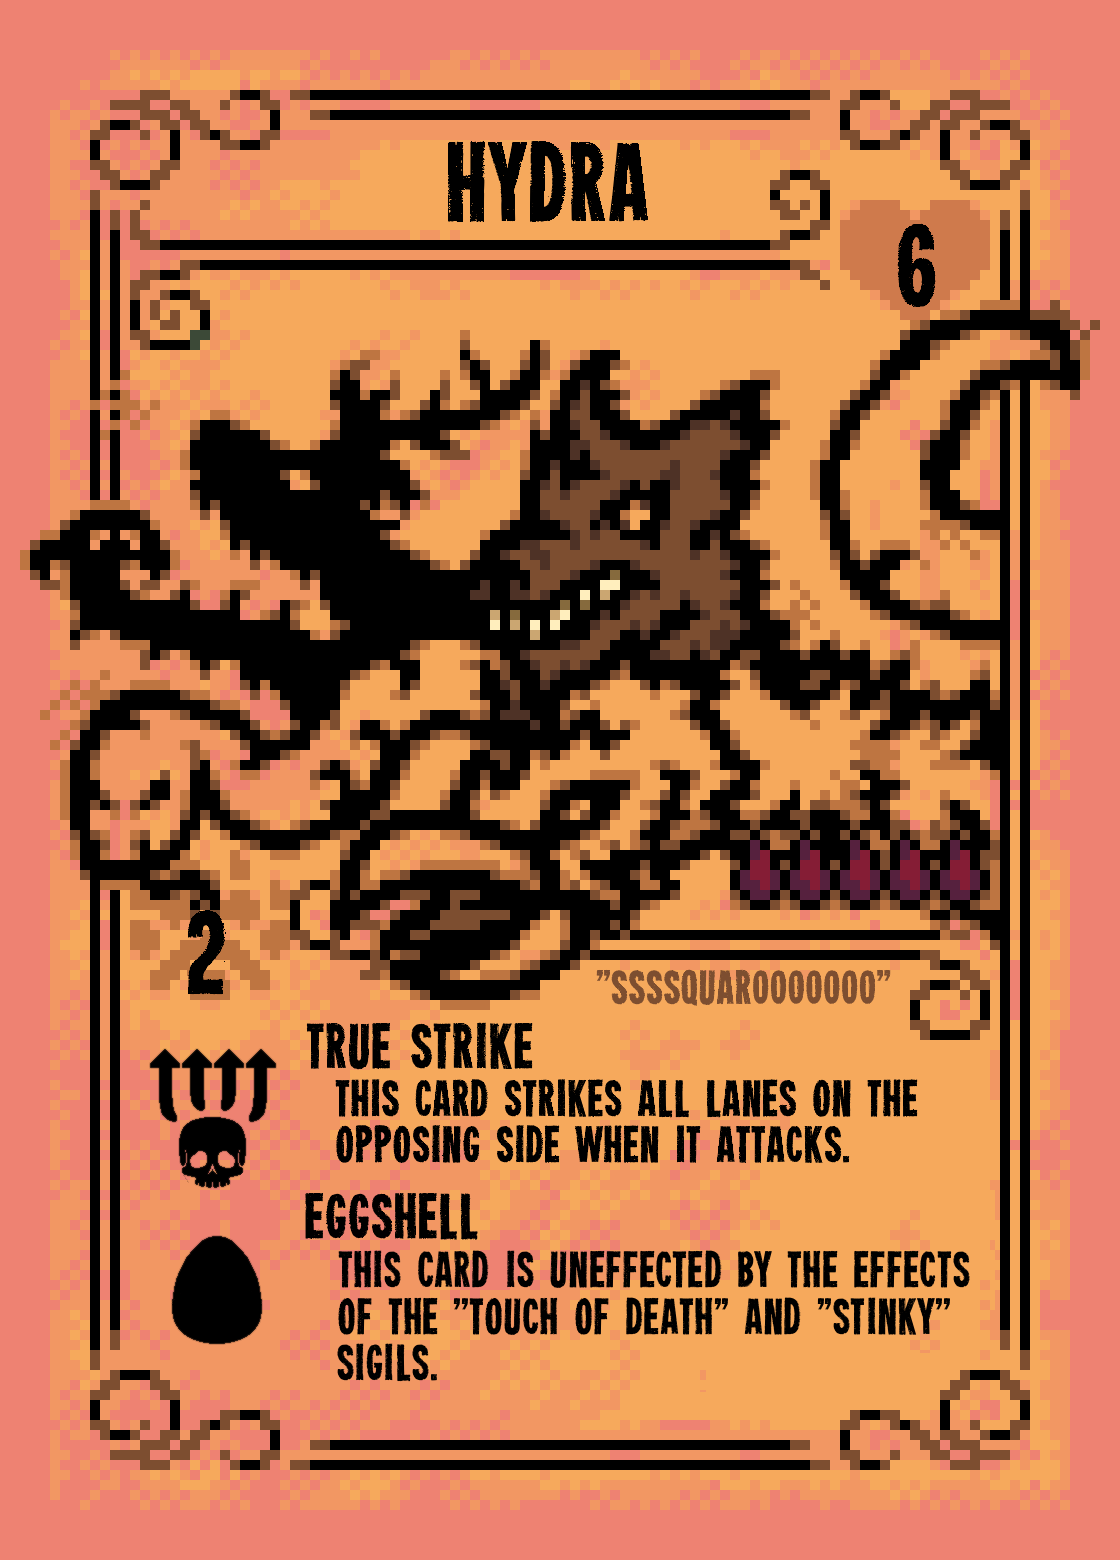 HYDRA
6
2
"SSSSQUAROOOOOOO"
TRUE STRIKE
THIS CARD STRIKES ALL LANES ON THE
OPPOSING SIDE WHEN IT ATTACKS.
EGGSHELL
THIS CARD IS UNEFFECTED BY THE EFFECTS
OF THE "TOUCH OF DEATH" AND "STINKY"
SIGILS.